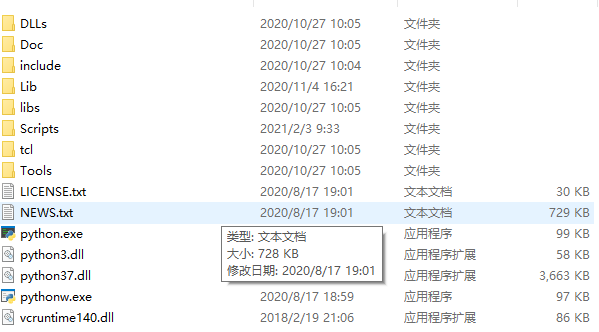 DLLs 2020/10/27 10:05 文件夹
Doc 2020/10/27 10:05 文件夹
include 2020/10/27 10:04 文件夹
Lib 2020/11/4 16:21 文件夹
libs 2020/10/27 10:05 文件夹
Scripts 2021/2/3 9:33 文件夹
tcl 2020/10/27 10:05 文件夹
Tools 2020/10/27 10:05 文件夹
LICENSE.txt 2020/8/17 19:01 文本文档 30 KB
NEWS.txt 2020/8/17 19:01 文本文档 729 KB
python.exe 应用程序 99 KB
类型: 文本文档
python3.dll 应用程序扩展 58 KB
大小: 728 KB
python37.dll 应用程序扩展 3,663 KB
修改日期: 2020/8/17 19:01
pythonw.exe 2020/8/17 18:59 应用程序 97 KB
vcruntime140.dll 2018/2/19 21:06 应用程序扩展 86 KB